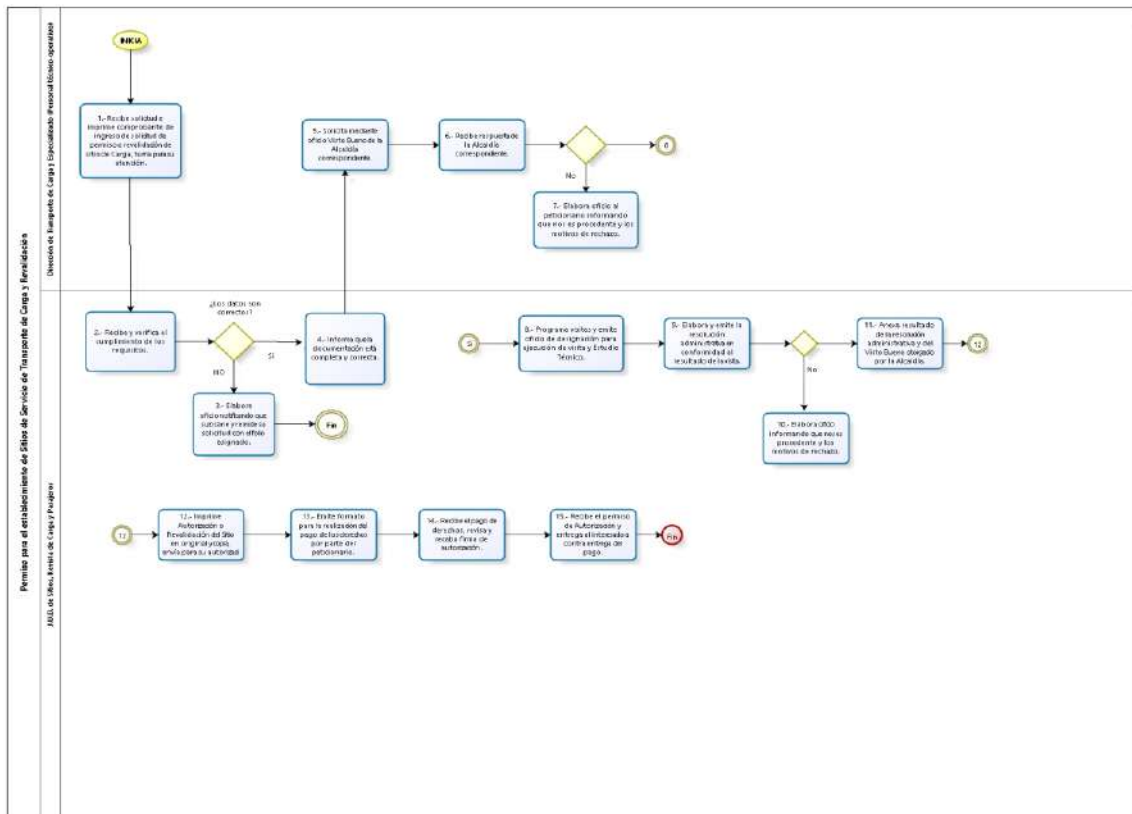 Permiso para el establecimiento de Sitios de Servicio de Transporte de Carga y Revalidación
Dirección de Transporte de Carga y Especializado (Personal técnico-operativo)
INICIA
1.- Recibe solicitud e
imprime comprobante de
ingreso de solicitud de
permiso o revalidación de
sitio de Carga, turna para su
atención.
5.- Solicita mediante
oficio Visto Bueno de la
Alcaldía
correspondiente.
6.- Recibe respuesta de
la Alcaldía
correspondiente.
No
7.- Elabora oficio al
peticionario informando
que no es procedente y los
motivos de rechazo.
J.U.D. de Sitios, Bases de Carga y Pasajeros
2.- Recibe y verifica el
cumplimiento de los
requisitos.
¿Los datos son
correctos?
SI
NO
3.- Elabora
oficio notificando que
subsane y reinicie su
solicitud con el folio
asignado.
Fin
4.- Informa que la
documentación está
completa y correcta.
8.- Programa visitas y emite
oficio de designación para
ejecución de visita y Estudio
Técnico.
9.- Elabora y emite la
resolución
administrativa en
conformidad al
resultado de la visita.
No
10.- Elabora oficio
informando que no es
procedente y los
motivos de rechazo.
11.- Anexa resultado
de la resolución
administrativa y del
Visto Bueno otorgado
por la Alcaldía.
12
12
12.- Imprime
Autorización o
Revalidación del Sitio
en original y copia,
envía para su autorizad
13.- Emite formato
para la realización del
pago de los derechos
por parte del
peticionario.
14.- Recibe el pago de
derechos, revisa y
recaba firma de
autorización.
15.- Recibe el permiso
de Autorización y
entrega al interesado
contra entrega del
pago.
Fin